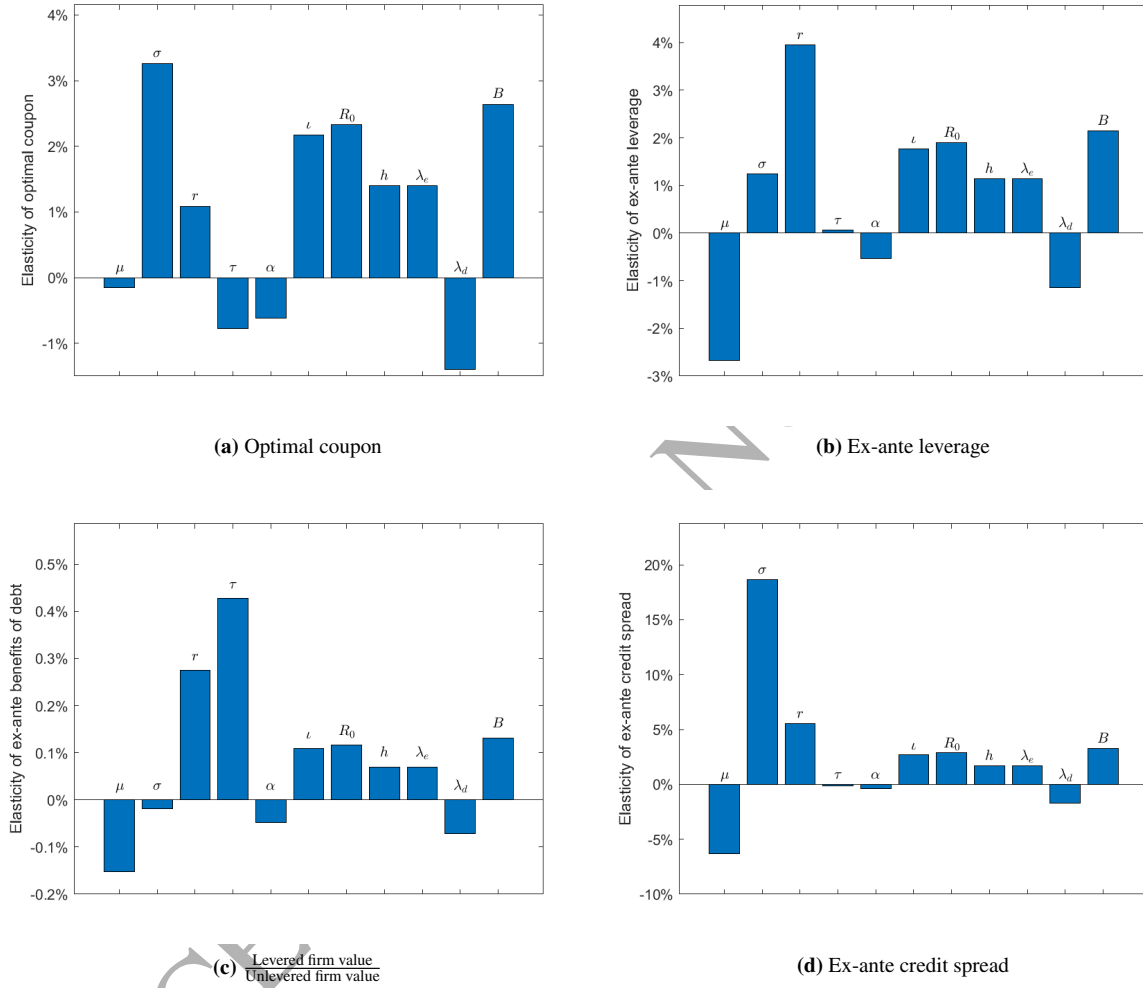 4%
3%
2%
1%
0%
-1%
Elasticity of optimal coupon
μ
σ
r
τ
α
ι
R₀
h
λₑ
λ_d
B
(a) Optimal coupon
4%
3%
2%
1%
0%
-1%
-2%
-3%
Elasticity of ex-ante leverage
μ
σ
r
τ
α
ι
R₀
h
λₑ
λ_d
B
(b) Ex-ante leverage
0.5%
0.4%
0.3%
0.2%
0.1%
0%
-0.1%
-0.2%
Elasticity of ex-ante benefits of debt
μ
σ
r
τ
α
ι
R₀
h
λₑ
λ_d
B
(c) Levered firm value
Unlevered firm value
20%
15%
10%
5%
0%
-5%
-10%
Elasticity of ex-ante credit spread
μ
σ
r
τ
α
ι
R₀
h
λₑ
λ_d
B
(d) Ex-ante credit spread